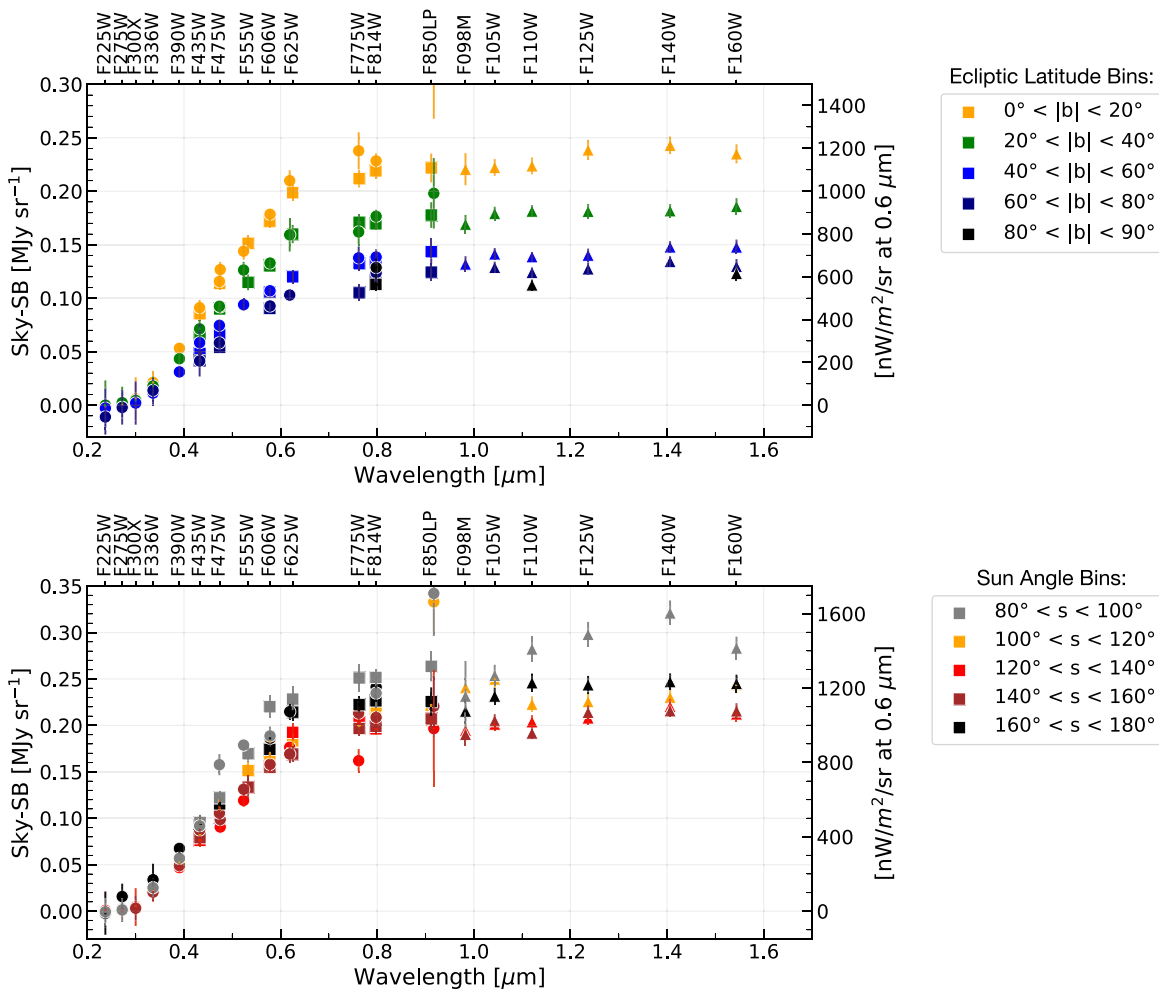 F225W F275W F300X F336W F390W F435W F475W F555W F606W F625W F775W F814W F850LP F098M F105W F110W F125W F140W F160W
Sky-SB [MJy sr⁻¹]
0.30
0.25
0.20
0.15
0.10
0.05
0.00
1400
1200
1000
800
600
400
200
0
[nW/m²/sr at 0.6 μm]
0.2 0.4 0.6 0.8 1.0 1.2 1.4 1.6
Wavelength [μm]
Ecliptic Latitude Bins:
0° < |b| < 20°
20° < |b| < 40°
40° < |b| < 60°
60° < |b| < 80°
80° < |b| < 90°
F225W F275W F300X F336W F390W F435W F475W F555W F606W F625W F775W F814W F850LP F098M F105W F110W F125W F140W F160W
Sky-SB [MJy sr⁻¹]
0.35
0.30
0.25
0.20
0.15
0.10
0.05
0.00
1600
1200
800
400
0
[nW/m²/sr at 0.6 μm]
0.2 0.4 0.6 0.8 1.0 1.2 1.4 1.6
Wavelength [μm]
Sun Angle Bins:
80° < s < 100°
100° < s < 120°
120° < s < 140°
140° < s < 160°
160° < s < 180°